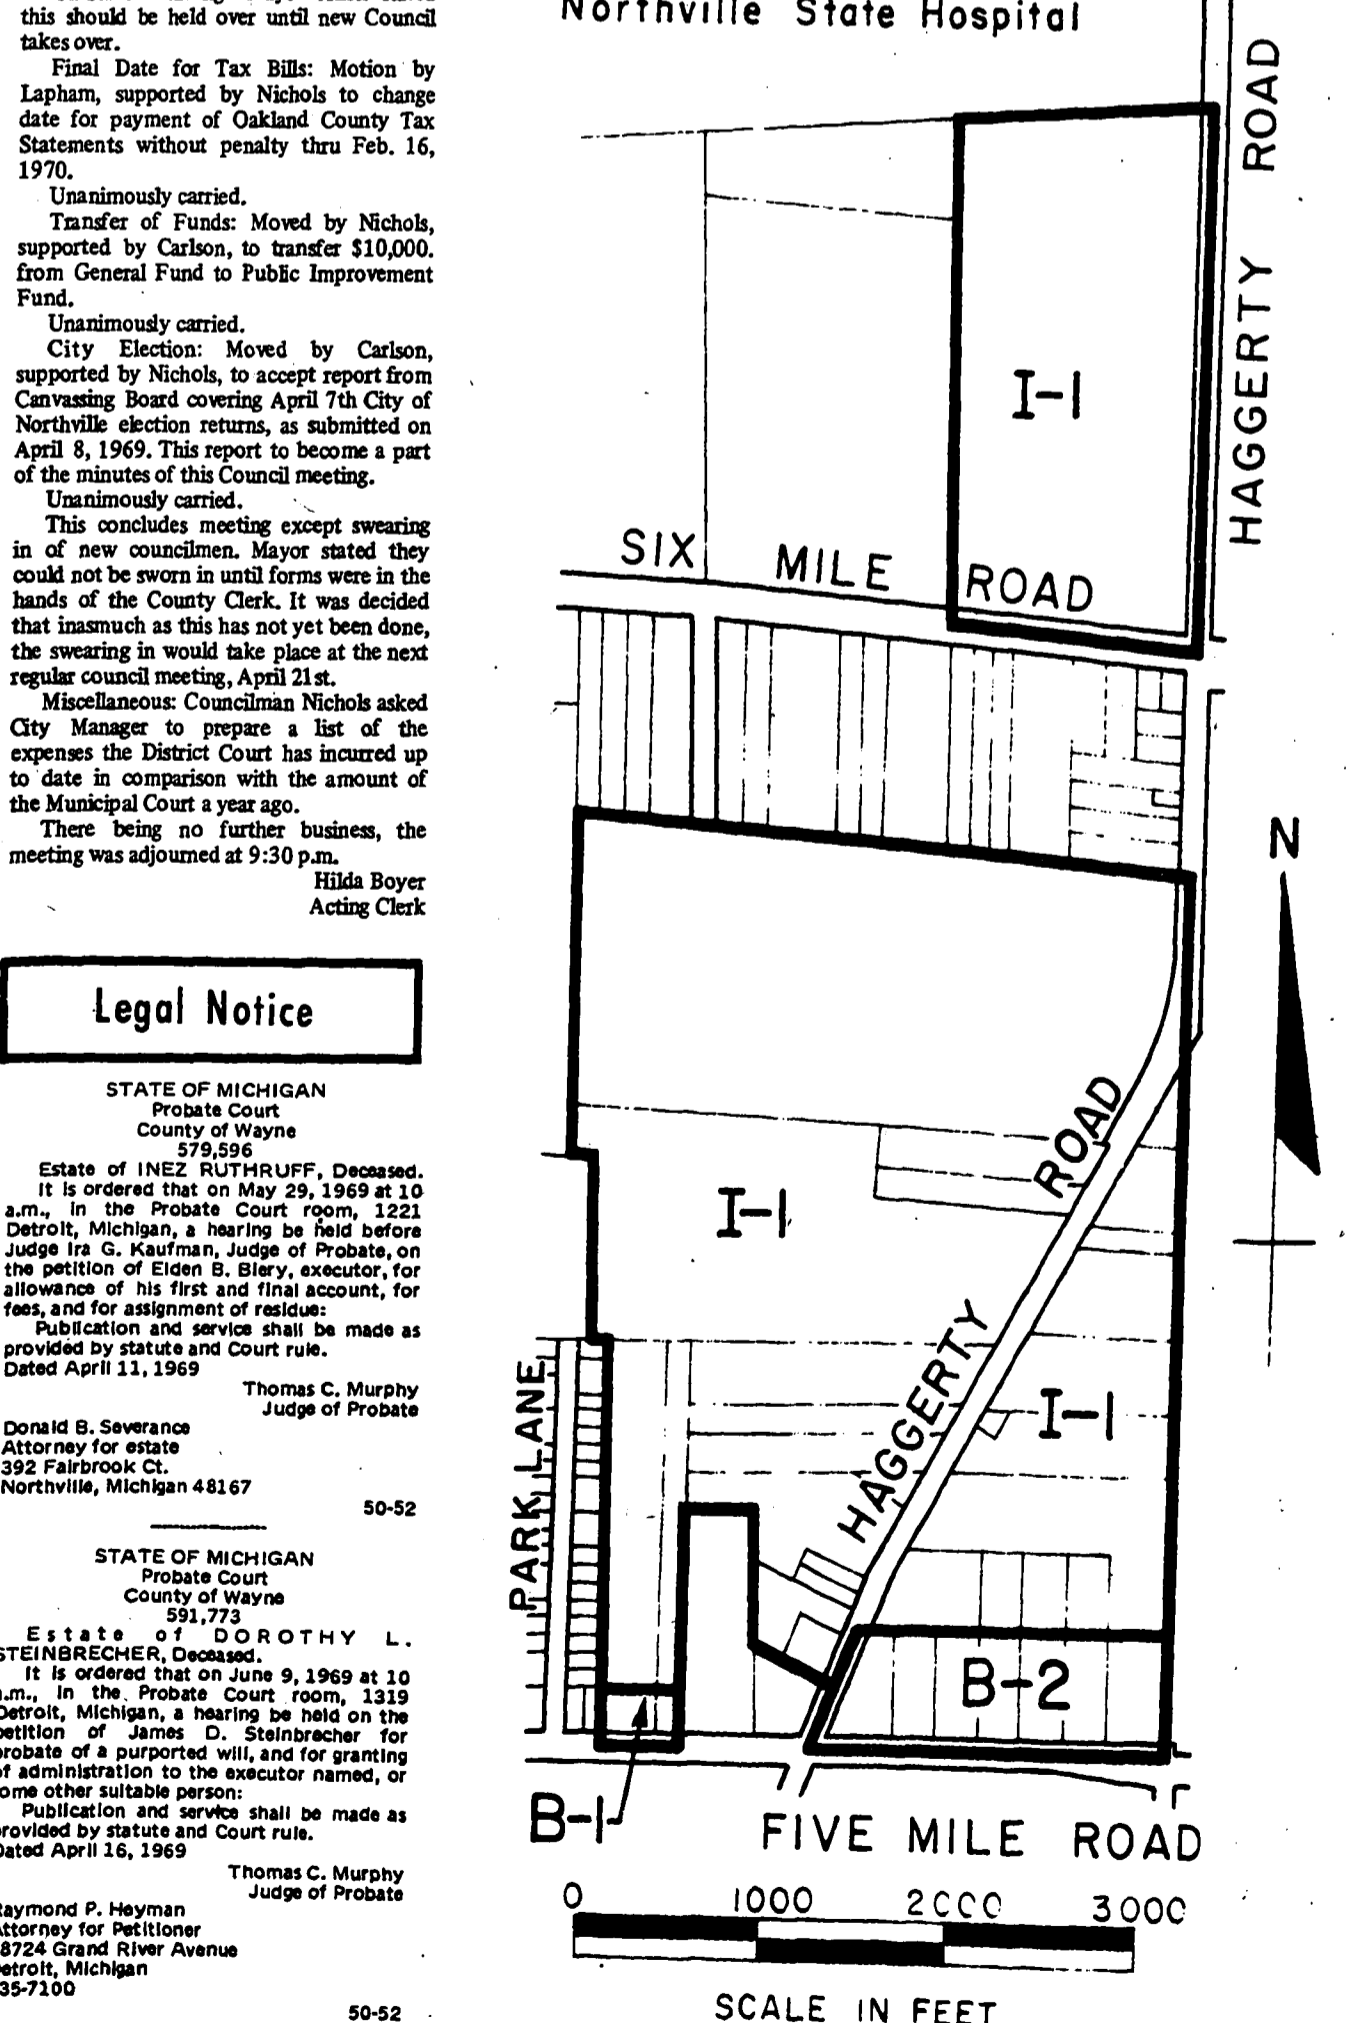 this should be held over until new Council
takes over.
Final Date for Tax Bills: Motion by
Lapham, supported by Nichols to change
date for payment of Oakland County Tax
Statements without penalty thru Feb. 16,
1970.
Unanimously carried.
Transfer of Funds: Moved by Nichols,
supported by Carlson, to transfer $10,000.
from General Fund to Public Improvement
Fund.
Unanimously carried.
City Election: Moved by Carlson,
supported by Nichols, to accept report from
Canvassing Board covering April 7th City of
Northville election returns, as submitted on
April 8, 1969. This report to become a part
of the minutes of this Council meeting.
Unanimously carried.
This concludes meeting except swearing
in of new councilmen. Mayor stated they
could not be sworn in until forms were in the
hands of the County Clerk. It was decided
that inasmuch as this has not yet been done,
the swearing in would take place at the next
regular council meeting, April 21st.
Miscellaneous: Councilman Nichols asked
City Manager to prepare a list of the
expenses the District Court has incurred up
to date in comparison with the amount of
the Municipal Court a year ago.
There being no further business, the
meeting was adjourned at 9:30 p.m.
Hilda Boyer
Acting Clerk
Legal Notice
STATE OF MICHIGAN
Probate Court
County of Wayne
579,596
Estate of INEZ RUTHRUFF, Deceased.
It is ordered that on May 29, 1969 at 10
a.m., in the Probate Court room, 1221
Detroit, Michigan, a hearing be held before
Judge Ira G. Kaufman, Judge of Probate, on
the petition of Elden B. Biery, executor, for
allowance of his first and final account, for
fees, and for assignment of residue:
Publication and service shall be made as
provided by statute and Court rule.
Dated April 11, 1969
Thomas C. Murphy
Judge of Probate
Donald B. Severance
Attorney for estate
392 Fairbrook Ct.
Northville, Michigan 48167
50-52
STATE OF MICHIGAN
Probate Court
County of Wayne
591,773
Estate of DOROTHY L.
STEINBRECHER, Deceased.
It is ordered that on June 9, 1969 at 10
a.m., in the Probate Court room, 1319
Detroit, Michigan, a hearing be held on the
petition of James D. Steinbrecher for
probate of a purported will, and for granting
of administration to the executor named, or
some other suitable person:
Publication and service shall be made as
provided by statute and Court rule.
Dated April 16, 1969
Thomas C. Murphy
Judge of Probate
Raymond P. Heyman
Attorney for Petitioner
8724 Grand River Avenue
Detroit, Michigan
35-7100
50-52
Northville State Hospital
HAGGERTY ROAD
I-1
SIX MILE ROAD
N
HAGGERTY ROAD
I-1
I-1
PARK LANE
B-2
B-1
FIVE MILE ROAD
0 1000 2000 3000
SCALE IN FEET